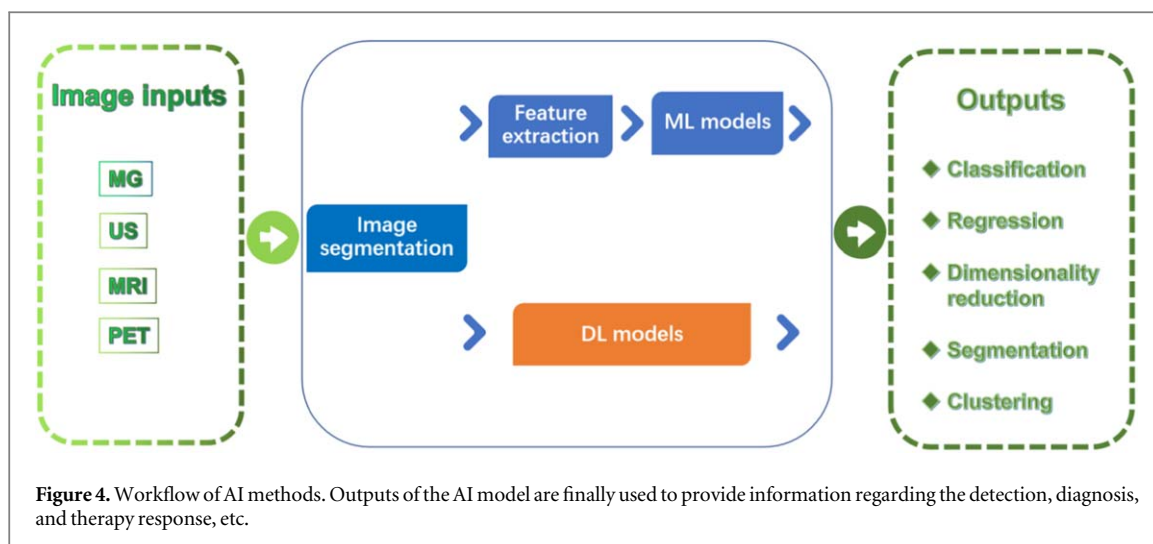 Image inputs
MG
US
MRI
PET
Image
segmentation
Feature
extraction
ML models
DL models
Outputs
Classification
Regression
Dimensionality
reduction
Segmentation
Clustering
Figure 4. Workflow of AI methods. Outputs of the AI model are finally used to provide information regarding the detection, diagnosis,
and therapy response, etc.